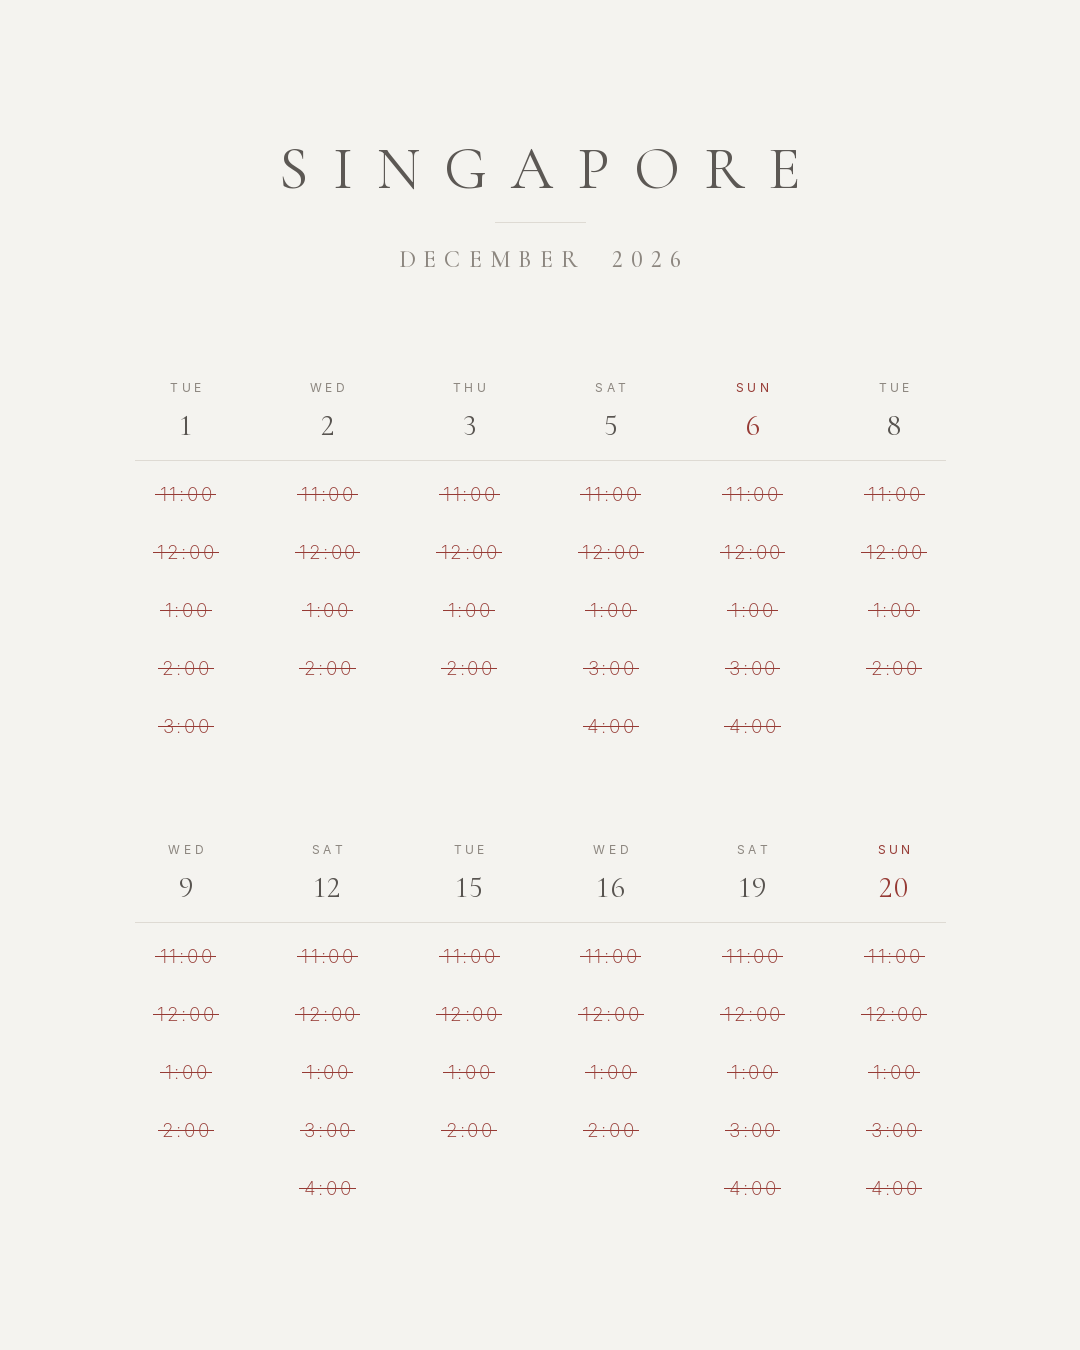 SINGAPORE
DECEMBER 2026
TUE WED THU SAT SUN TUE
1 2 3 5 6 8
11:00 11:00 11:00 11:00 11:00 11:00
12:00 12:00 12:00 12:00 12:00 12:00
1:00 1:00 1:00 1:00 1:00 1:00
2:00 2:00 2:00 3:00 3:00 2:00
3:00 4:00 4:00
WED SAT TUE WED SAT SUN
9 12 15 16 19 20
11:00 11:00 11:00 11:00 11:00 11:00
12:00 12:00 12:00 12:00 12:00 12:00
1:00 1:00 1:00 1:00 1:00 1:00
2:00 3:00 2:00 2:00 3:00 3:00
4:00 4:00 4:00